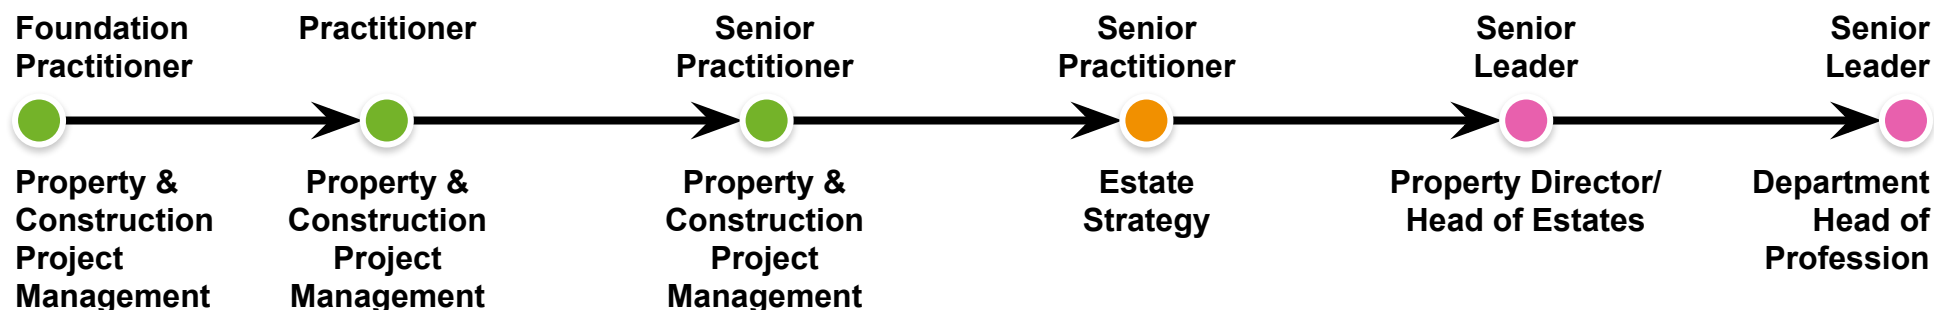 Foundation
Practitioner
Practitioner
Senior
Practitioner
Senior
Practitioner
Senior
Leader
Senior
Leader
Property &
Construction
Project
Management
Property &
Construction
Project
Management
Property &
Construction
Project
Management
Estate
Strategy
Property Director/
Head of Estates
Department
Head of
Profession